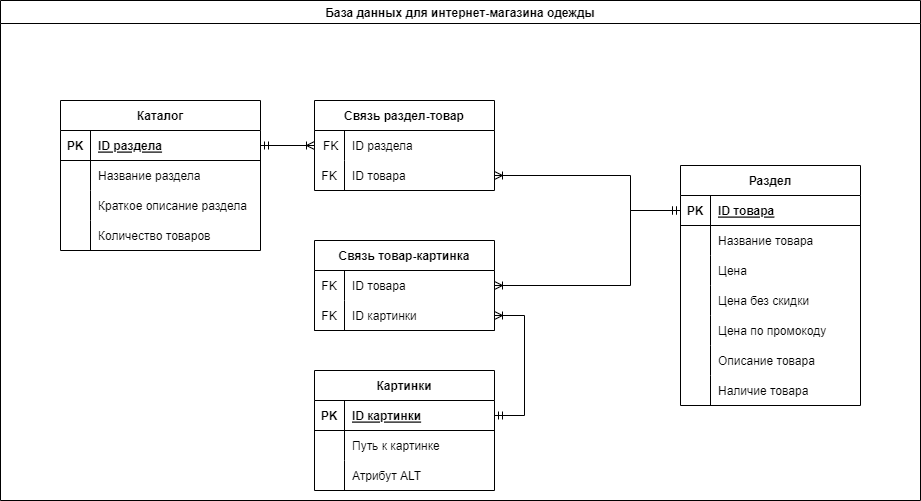 База данных для интернет-магазина одежды
Каталог
PK ID раздела
Название раздела
Краткое описание раздела
Количество товаров
Связь раздел-товар
FK ID раздела
FK ID товара
Связь товар-картинка
FK ID товара
FK ID картинки
Картинки
PK ID картинки
Путь к картинке
Атрибут ALT
Раздел
PK ID товара
Название товара
Цена
Цена без скидки
Цена по промокоду
Описание товара
Наличие товара